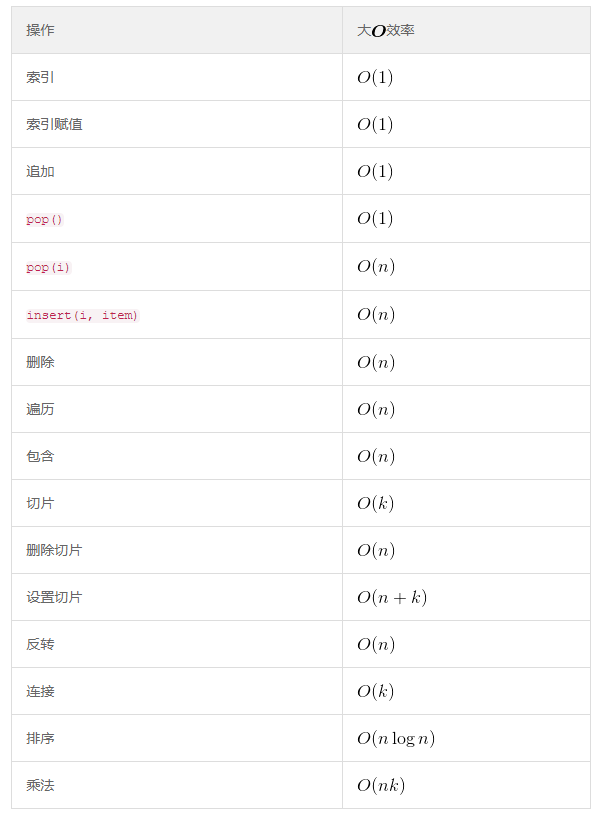 操作 大O效率
索引 O(1)
索引赋值 O(1)
追加 O(1)
pop() O(1)
pop(i) O(n)
insert(i, item) O(n)
删除 O(n)
遍历 O(n)
包含 O(n)
切片 O(k)
删除切片 O(n)
设置切片 O(n + k)
反转 O(n)
连接 O(k)
排序 O(n log n)
乘法 O(nk)